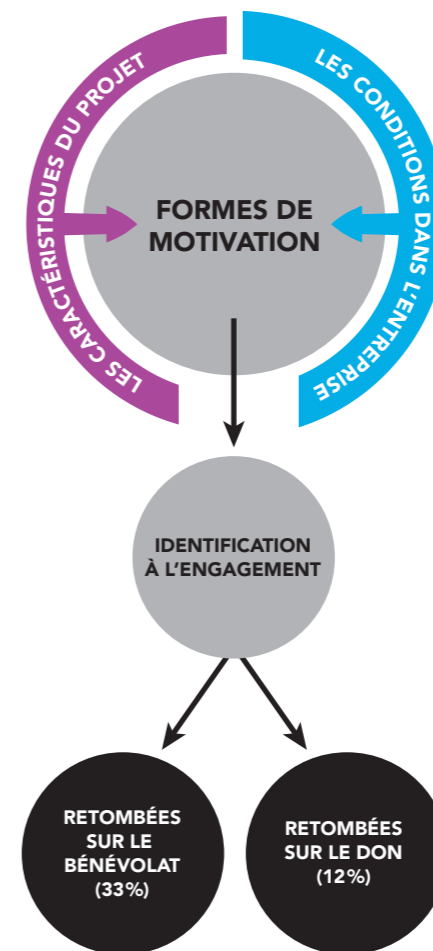 LES CARACTÉRISTIQUES DU PROJET
LES CONDITIONS DANS L'ENTREPRISE
FORMES DE
MOTIVATION
IDENTIFICATION
À L'ENGAGEMENT
RETOMBÉES
SUR LE
BÉNÉVOLAT
(33%)
RETOMBÉES
SUR LE DON
(12%)